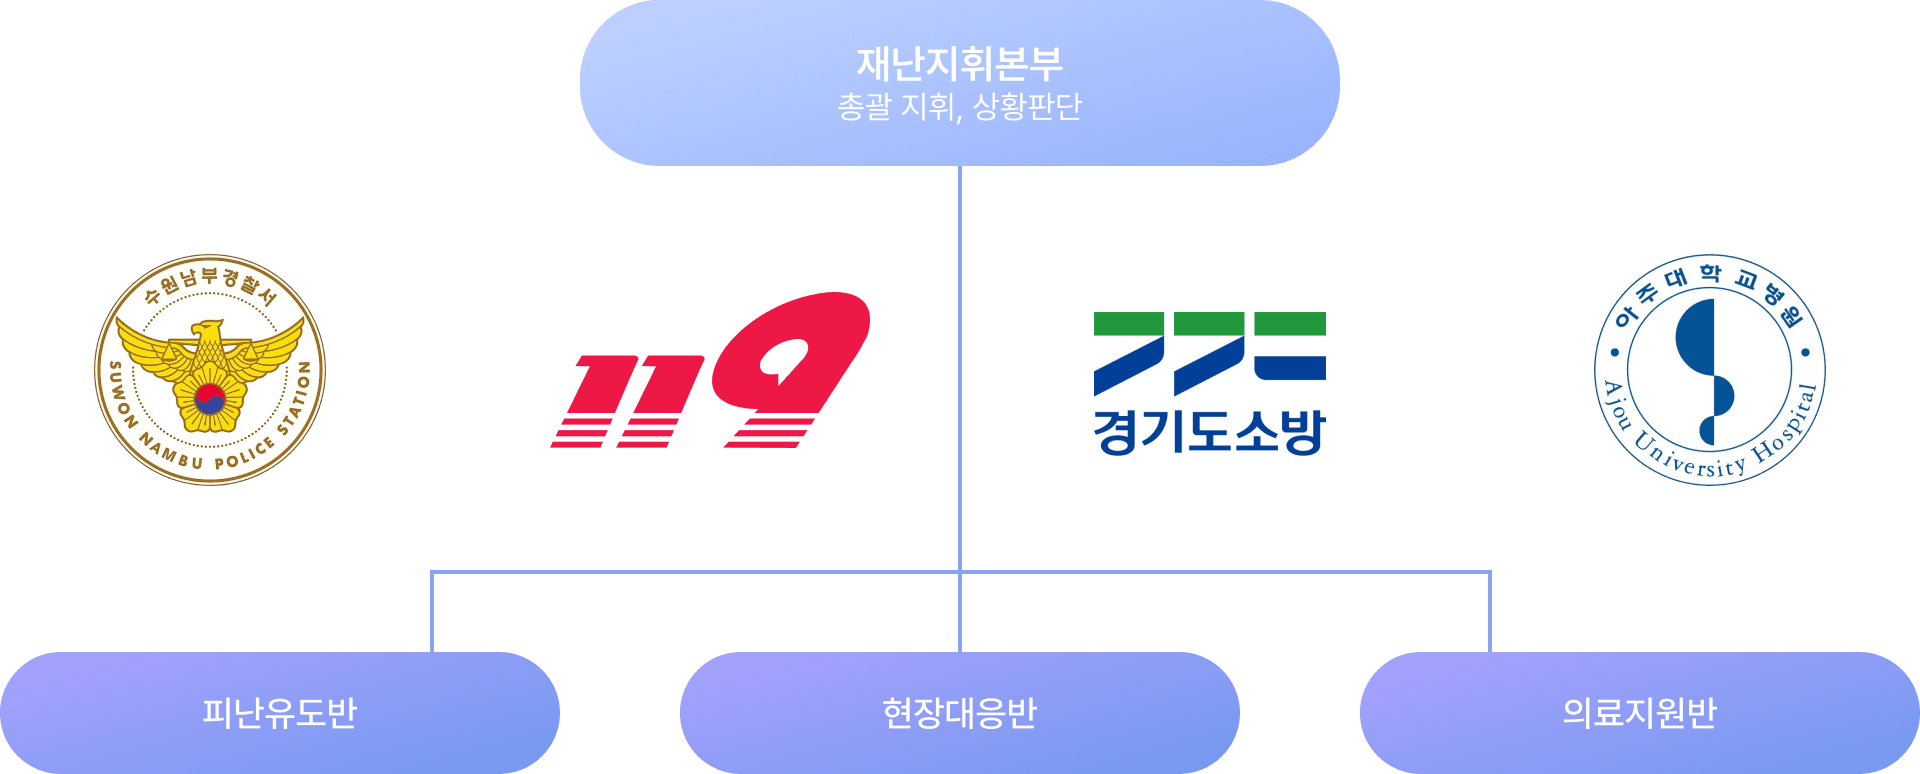 재난지휘본부
총괄 지휘, 상황판단
수원남부경찰서
SUWON NAMBU POLICE STATION
119
경기도소방
아주대학교병원
Ajou University Hospital
피난유도반
현장대응반
의료지원반